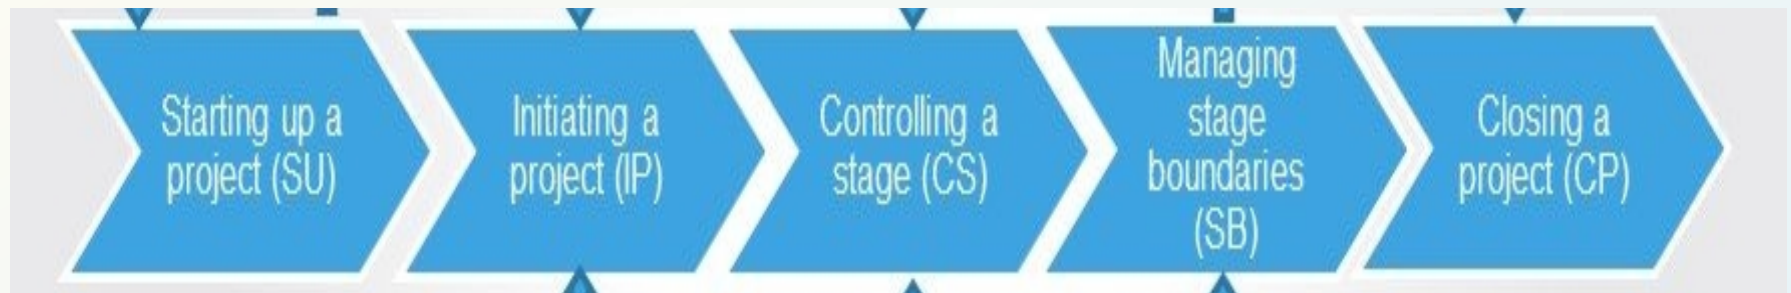 Starting up a
project (SU)
Initiating a
project (IP)
Controlling a
stage (CS)
Managing
stage
boundaries
(SB)
Closing a
project (CP)